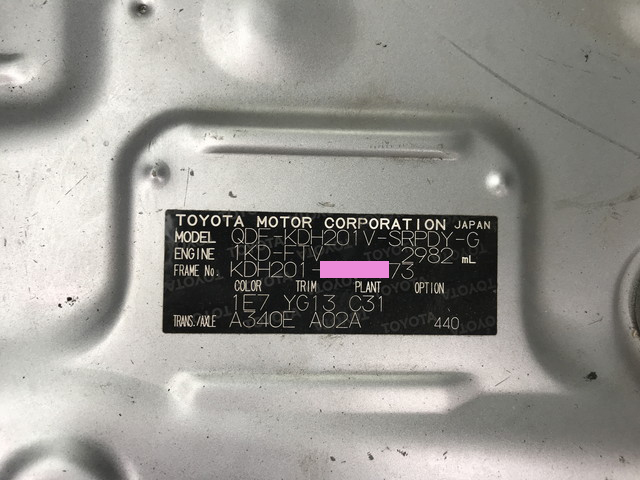 TOYOTA MOTOR CORPORATION JAPAN
MODEL QDF-KDH201V-SRPDY-G
ENGINE 1KD-FTV 2982 mL
FRAME No. KDH201- 73
COLOR TRIM PLANT OPTION
1E7 YG13 C31
TRANS./AXLE A340E A02A 440